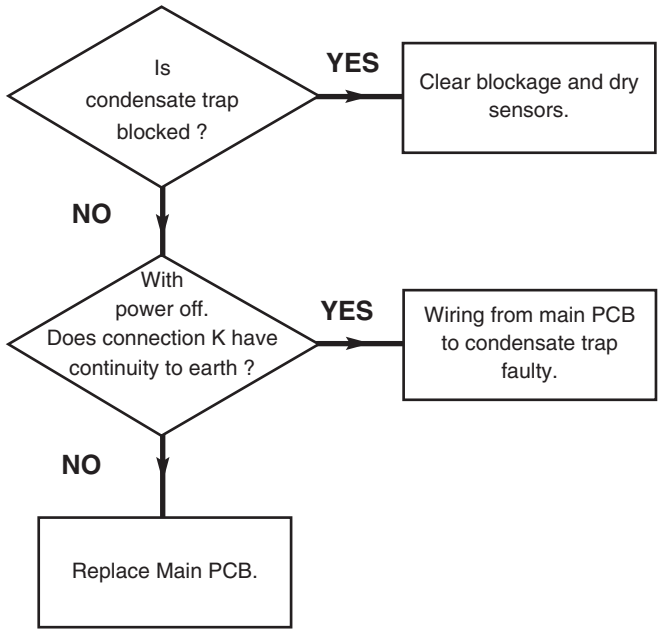 Is
condensate trap
blocked ?
YES
Clear blockage and dry
sensors.
NO
With
power off.
Does connection K have
continuity to earth ?
YES
Wiring from main PCB
to condensate trap
faulty.
NO
Replace Main PCB.